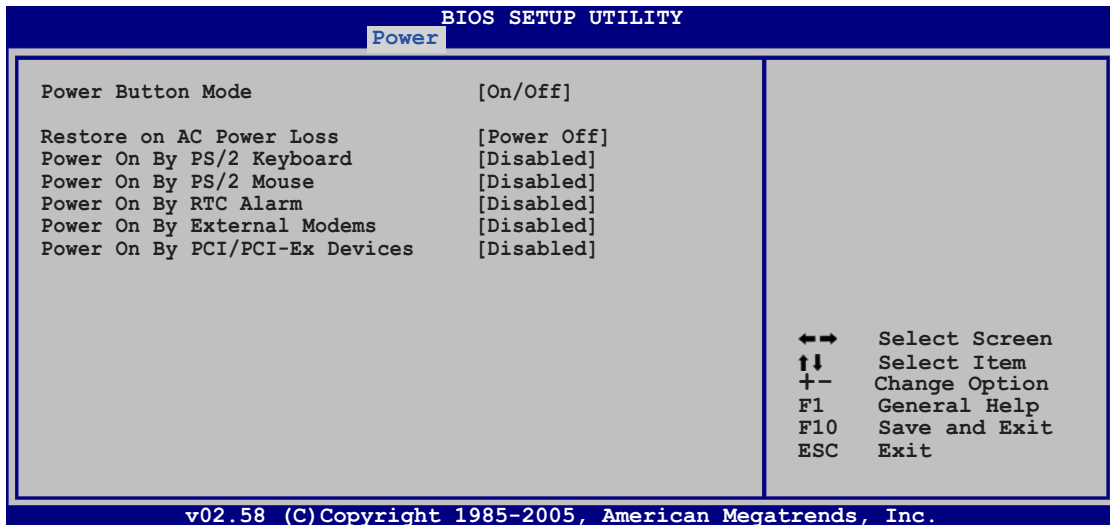 BIOS SETUP UTILITY
Power
Power Button Mode [On/Off]
Restore on AC Power Loss [Power Off]
Power On By PS/2 Keyboard [Disabled]
Power On By PS/2 Mouse [Disabled]
Power On By RTC Alarm [Disabled]
Power On By External Modems [Disabled]
Power On By PCI/PCI-Ex Devices [Disabled]
←→ Select Screen
↑↓ Select Item
+- Change Option
F1 General Help
F10 Save and Exit
ESC Exit
v02.58 (C)Copyright 1985-2005, American Megatrends, Inc.